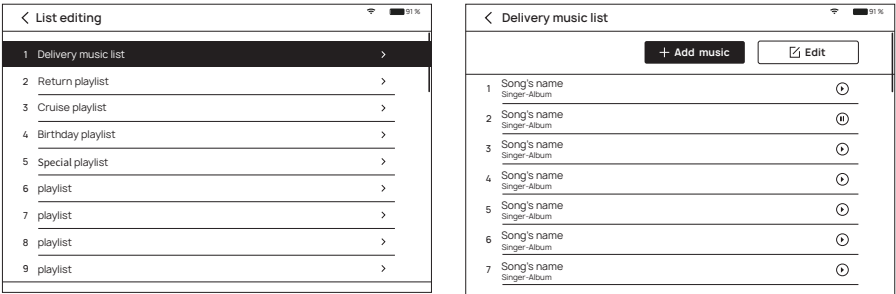 List editing
91 %
1 Delivery music list
2 Return playlist
3 Cruise playlist
4 Birthday playlist
5 Special playlist
6 playlist
7 playlist
8 playlist
9 playlist
Delivery music list
91 %
+ Add music
Edit
1 Song's name
Singer-Album
2 Song's name
Singer-Album
3 Song's name
Singer-Album
4 Song's name
Singer-Album
5 Song's name
Singer-Album
6 Song's name
Singer-Album
7 Song's name
Singer-Album